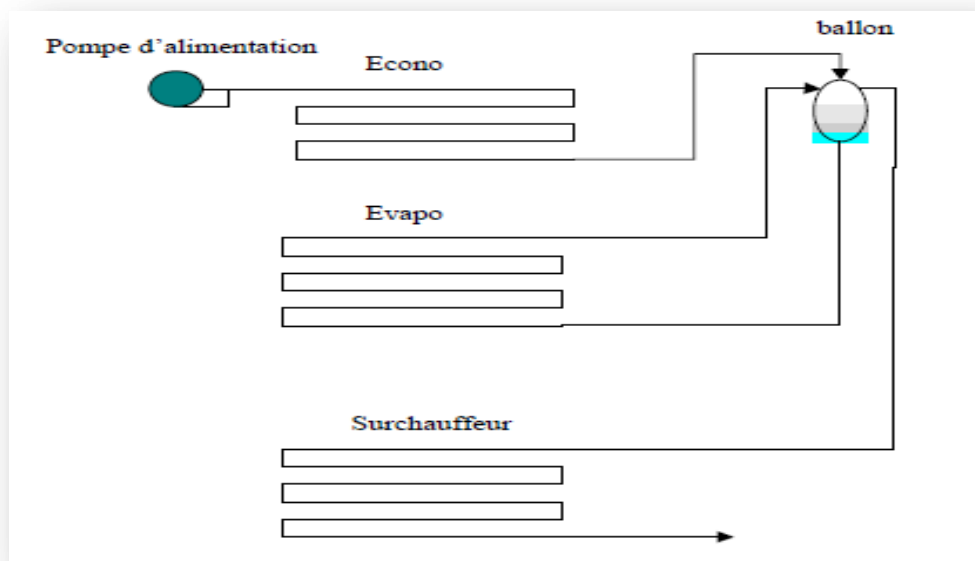 ballon
Pompe d'alimentation
Econo
Evapo
Surchauffeur